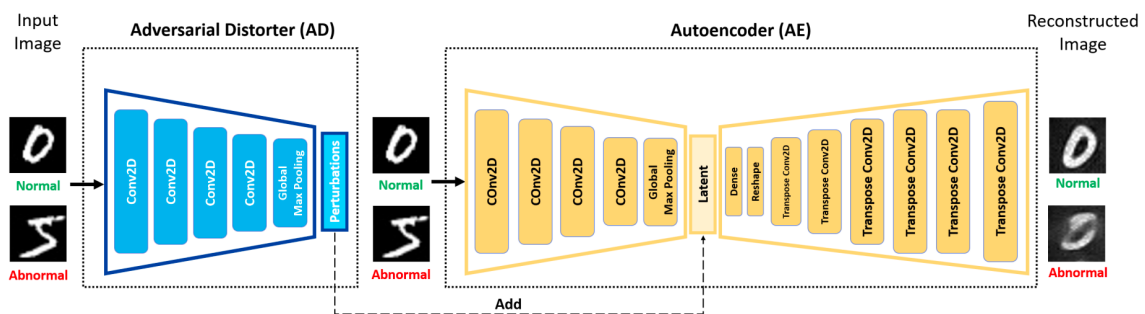 Input
Image
Adversarial Distorter (AD)
Autoencoder (AE)
Reconstructed
Image
Normal
Abnormal
Conv2D
Conv2D
Conv2D
Conv2D
Global
Max Pooling
Perturbations
Normal
Abnormal
COnv2D
COnv2D
COnv2D
COnv2D
Global
Max Pooling
Latent
Dense
Reshape
Transpose Conv2D
Transpose Conv2D
Transpose Conv2D
Transpose Conv2D
Transpose Conv2D
Transpose Conv2D
Normal
Abnormal
Add